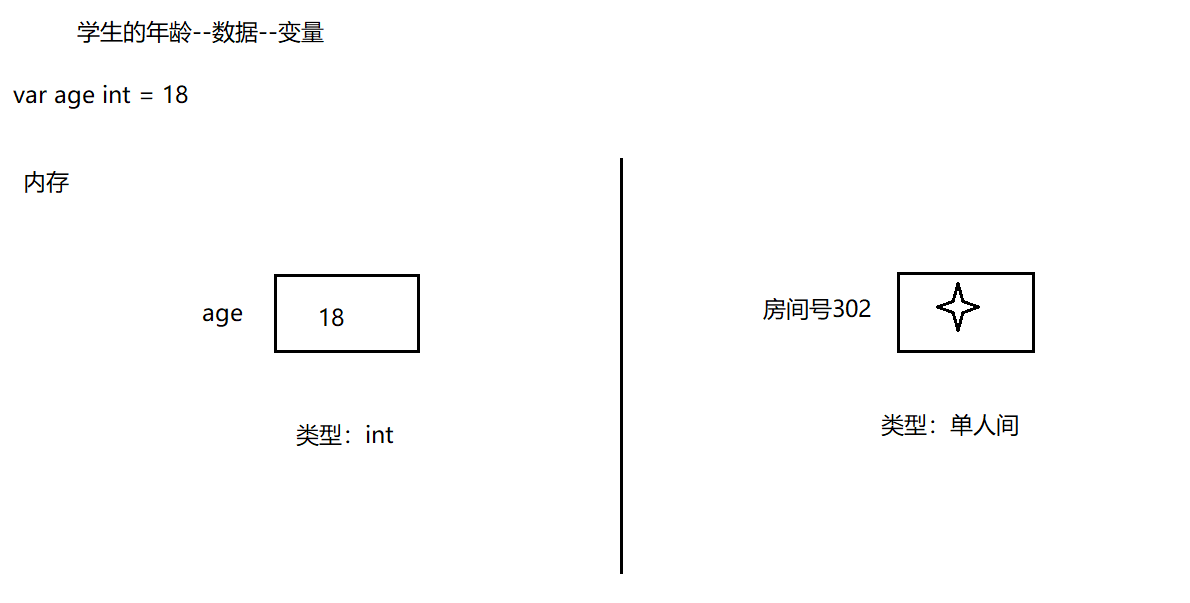 学生的年龄--数据--变量
var age int = 18
内存
age
18
类型：int
房间号302
类型：单人间